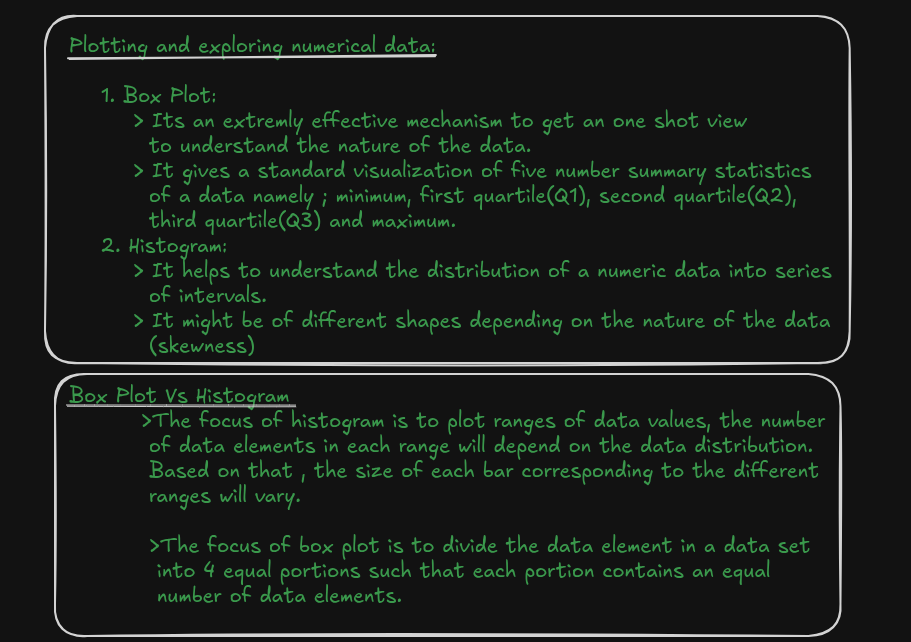 Plotting and exploring numerical data:
1. Box Plot:
> Its an extremly effective mechanism to get an one shot view
to understand the nature of the data.
> It gives a standard visualization of five number summary statistics
of a data namely ; minimum, first quartile(Q1), second quartile(Q2),
third quartile(Q3) and maximum.
2. Histogram:
> It helps to understand the distribution of a numeric data into series
of intervals.
> It might be of different shapes depending on the nature of the data
(skewness)
Box Plot Vs Histogram
>The focus of histogram is to plot ranges of data values, the number
of data elements in each range will depend on the data distribution.
Based on that , the size of each bar corresponding to the different
ranges will vary.
>The focus of box plot is to divide the data element in a data set
into 4 equal portions such that each portion contains an equal
number of data elements.